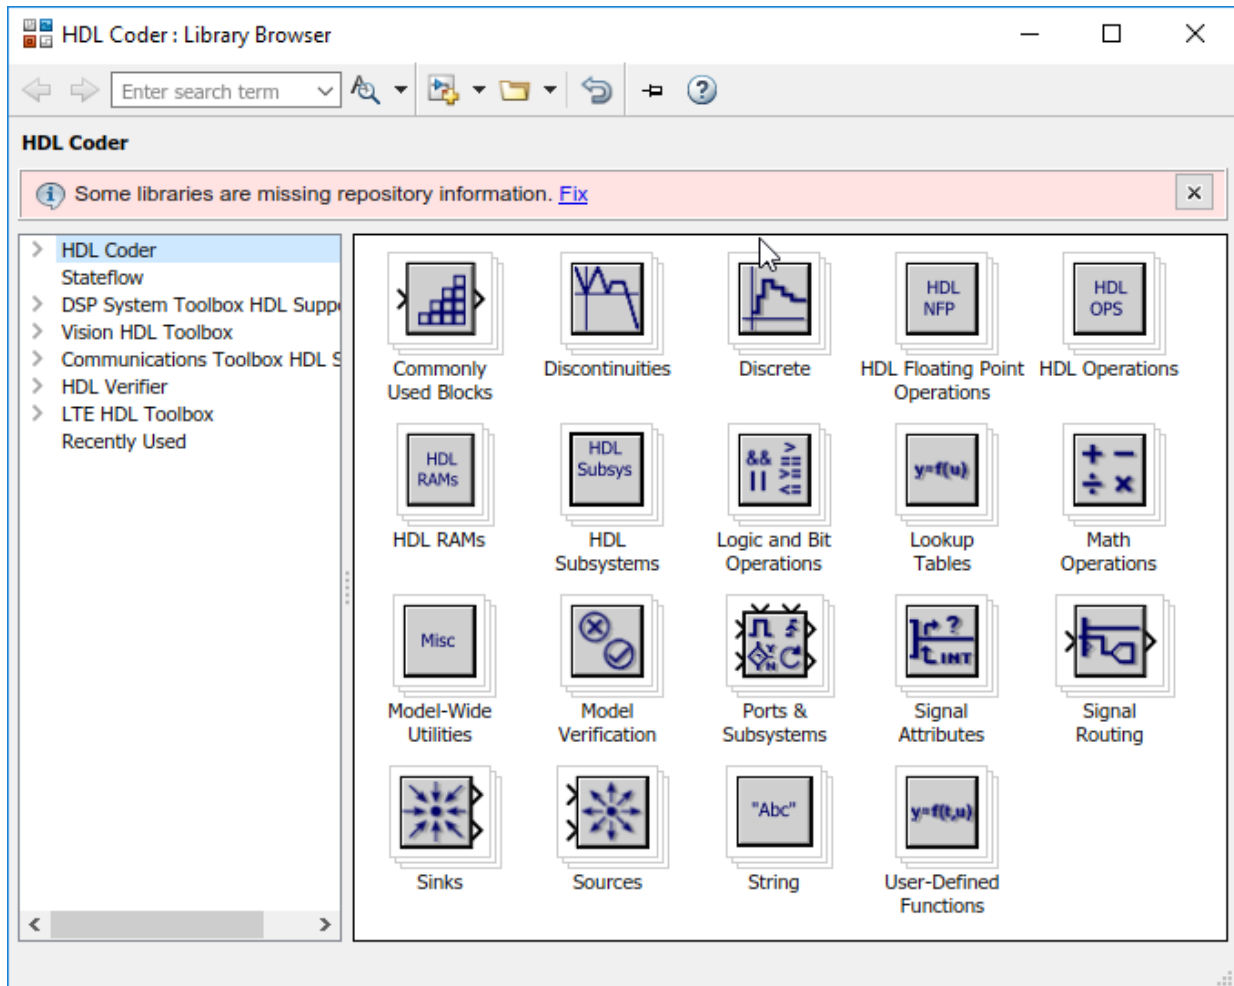 HDL Coder : Library Browser
Enter search term
HDL Coder
Some libraries are missing repository information. Fix
HDL Coder
Stateflow
DSP System Toolbox HDL Suppo
Vision HDL Toolbox
Communications Toolbox HDL S
HDL Verifier
LTE HDL Toolbox
Recently Used
Commonly
Used Blocks
Discontinuities
Discrete
HDL
NFP
HDL Floating Point
Operations
HDL
OPS
HDL Operations
HDL
RAMs
HDL RAMs
HDL
Subsys
HDL
Subsystems
&& > ==
|| >= <=
Logic and Bit
Operations
y=f(u)
Lookup
Tables
+ −
÷ ×
Math
Operations
Misc
Model-Wide
Utilities
Model
Verification
Y
N
Ports &
Subsystems
?
INT
Signal
Attributes
Signal
Routing
Sinks
Sources
"Abc"
String
y=f(t,u)
User-Defined
Functions